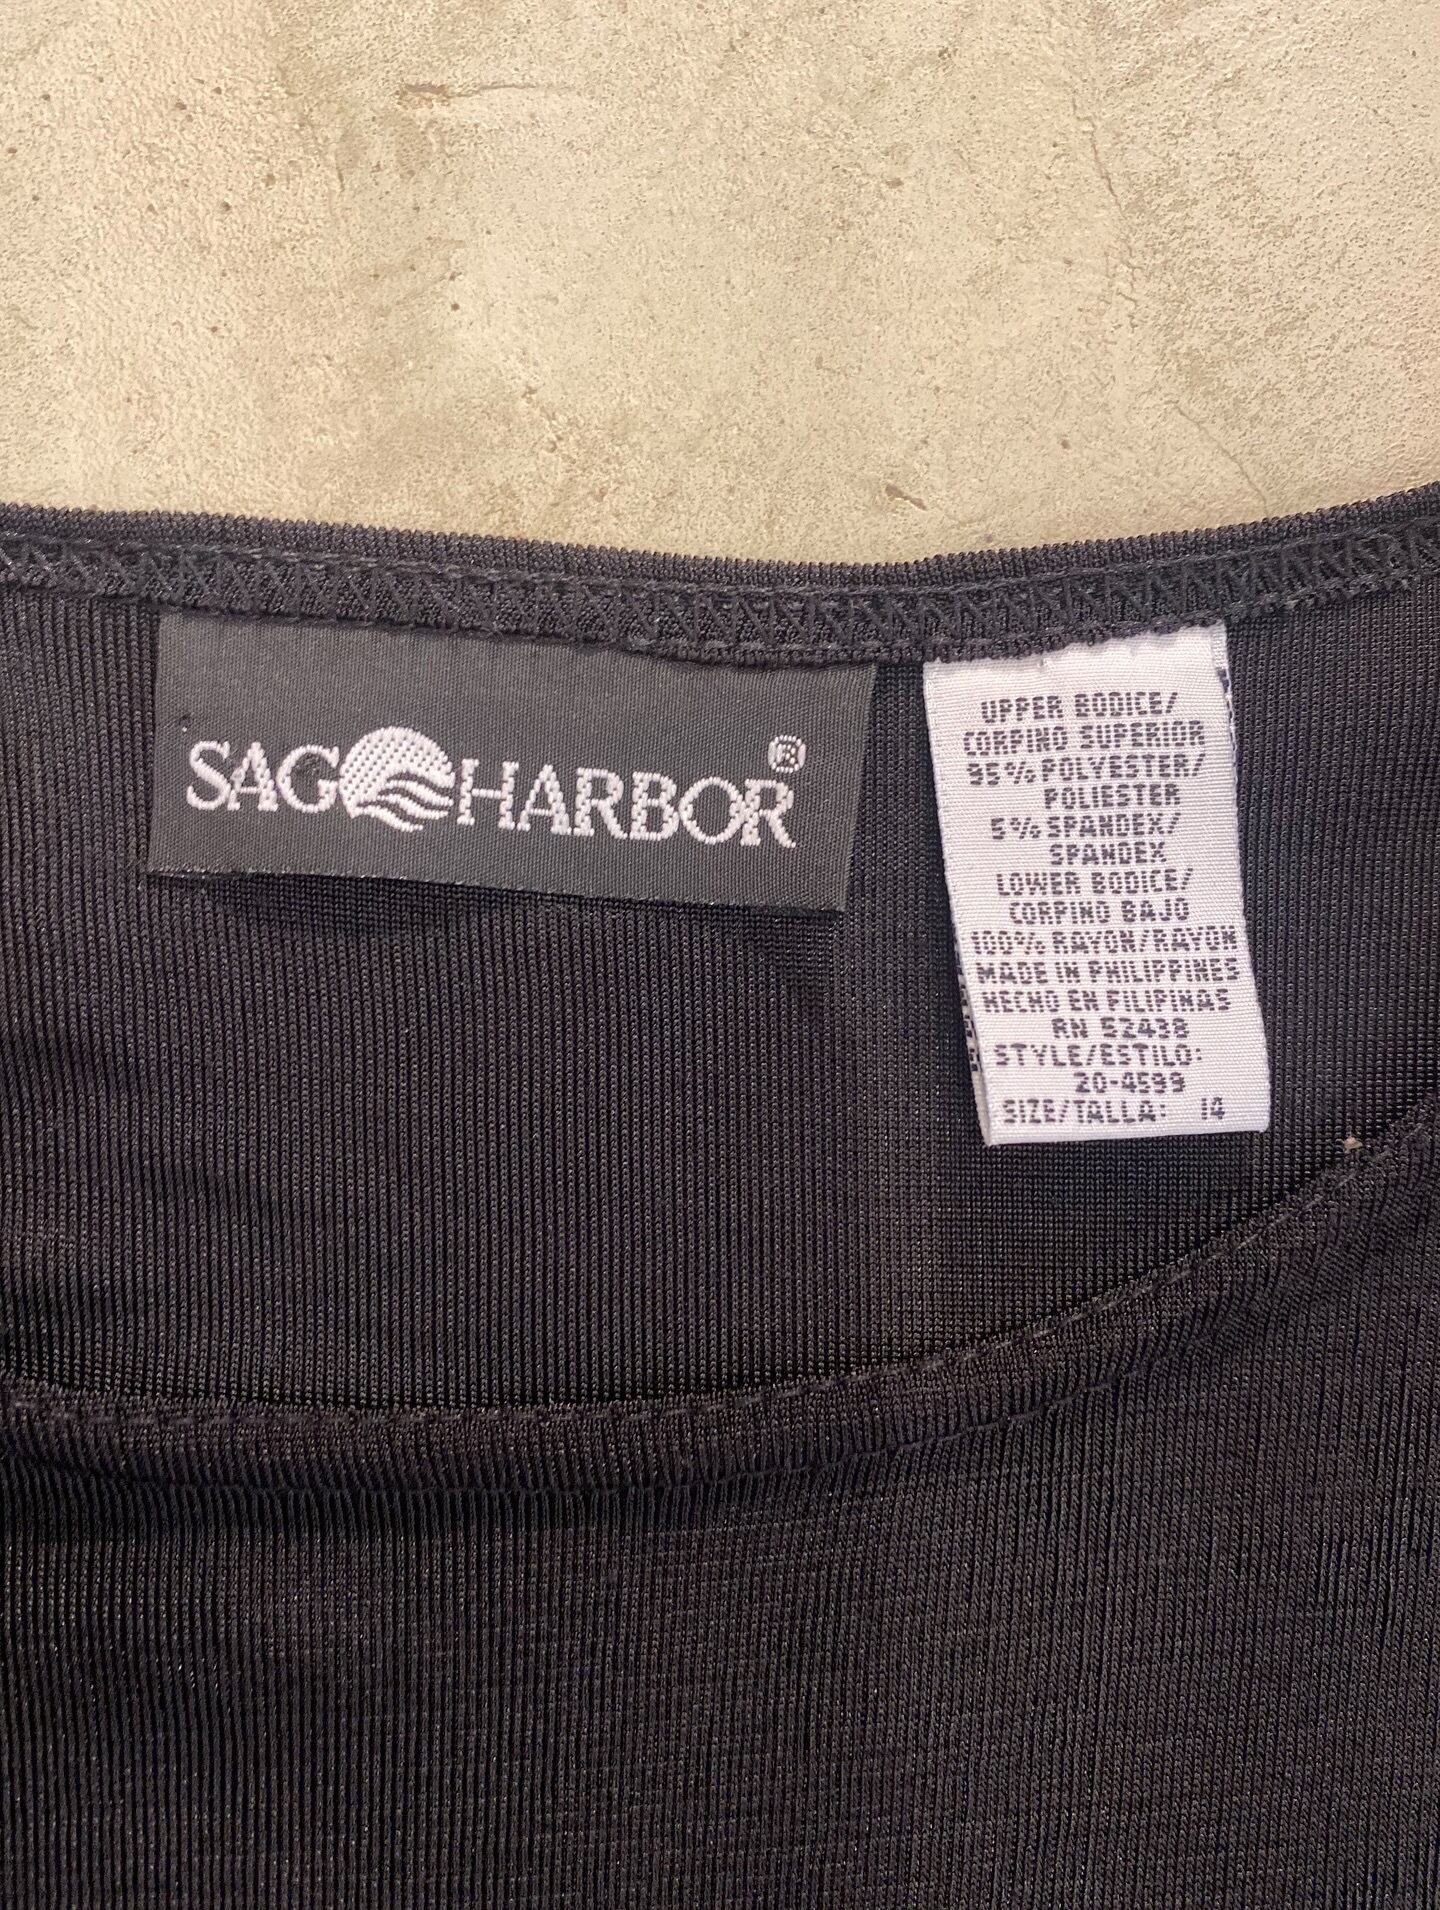 SAG HARBOR®
UPPER BODICE/
CORPINO SUPERIOR
95% POLYESTER/
POLIESTER
5% SPANDEX/
SPANDEX
LOWER BODICE/
CORPINO BAJO
100% RAYON/RAYON
MADE IN PHILIPPINES
HECHO EN FILIPINAS
RN 52438
STYLE/ESTILO:
20-4599
SIZE/TALLA: 14